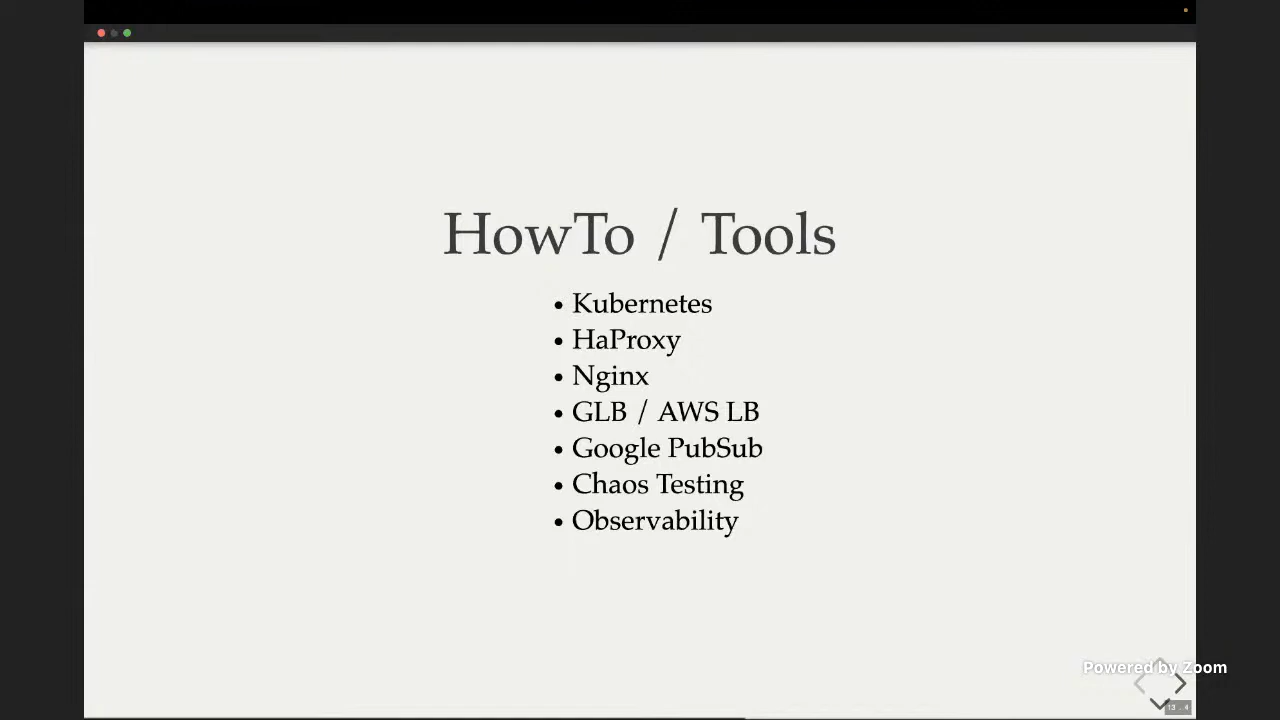 HowTo / Tools
• Kubernetes
• HaProxy
• Nginx
• GLB / AWS LB
• Google PubSub
• Chaos Testing
• Observability
Powered by Zoom